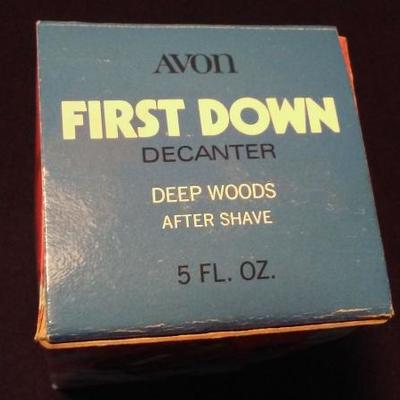 AVON
FIRST DOWN
DECANTER
DEEP WOODS
AFTER SHAVE
5 FL. OZ.